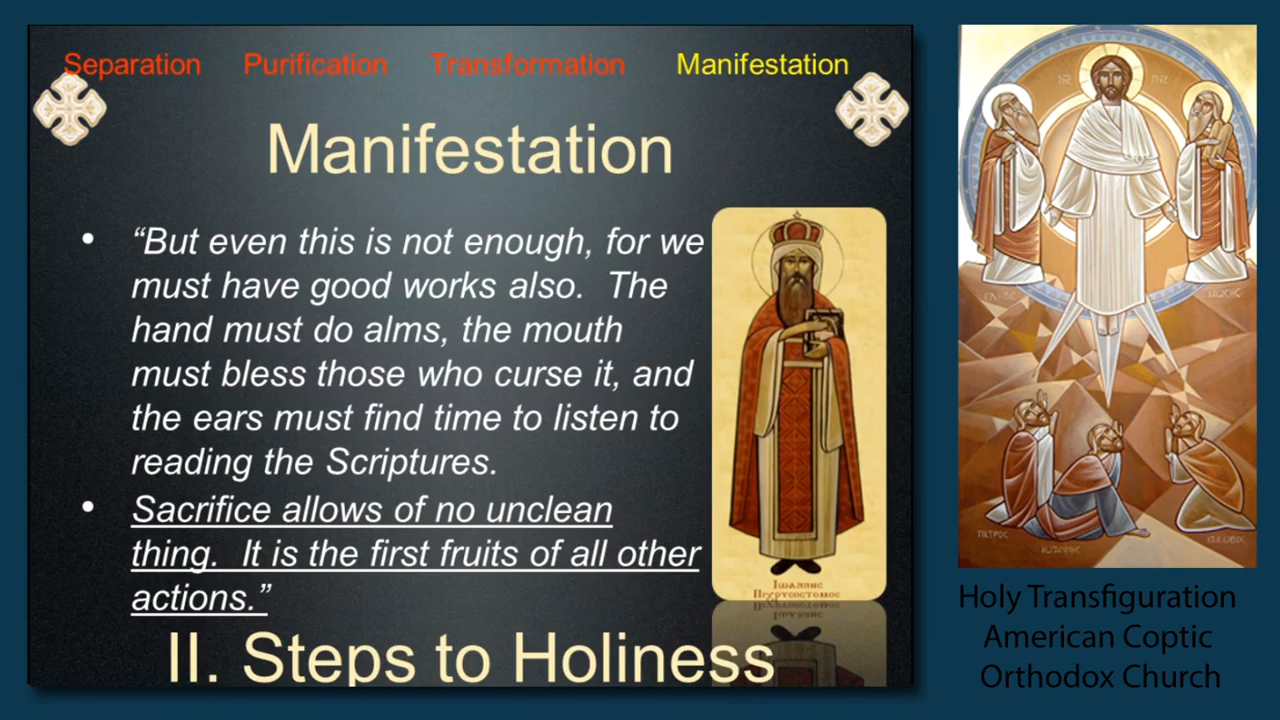 Separation Purification Transformation Manifestation
Manifestation
• “But even this is not enough, for we
must have good works also. The
hand must do alms, the mouth
must bless those who curse it, and
the ears must find time to listen to
reading the Scriptures.
• Sacrifice allows of no unclean
thing. It is the first fruits of all other
actions.”
II. Steps to Holiness
Ⲓⲱⲁⲛⲛⲏⲥ
Holy Transfiguration
American Coptic
Orthodox Church